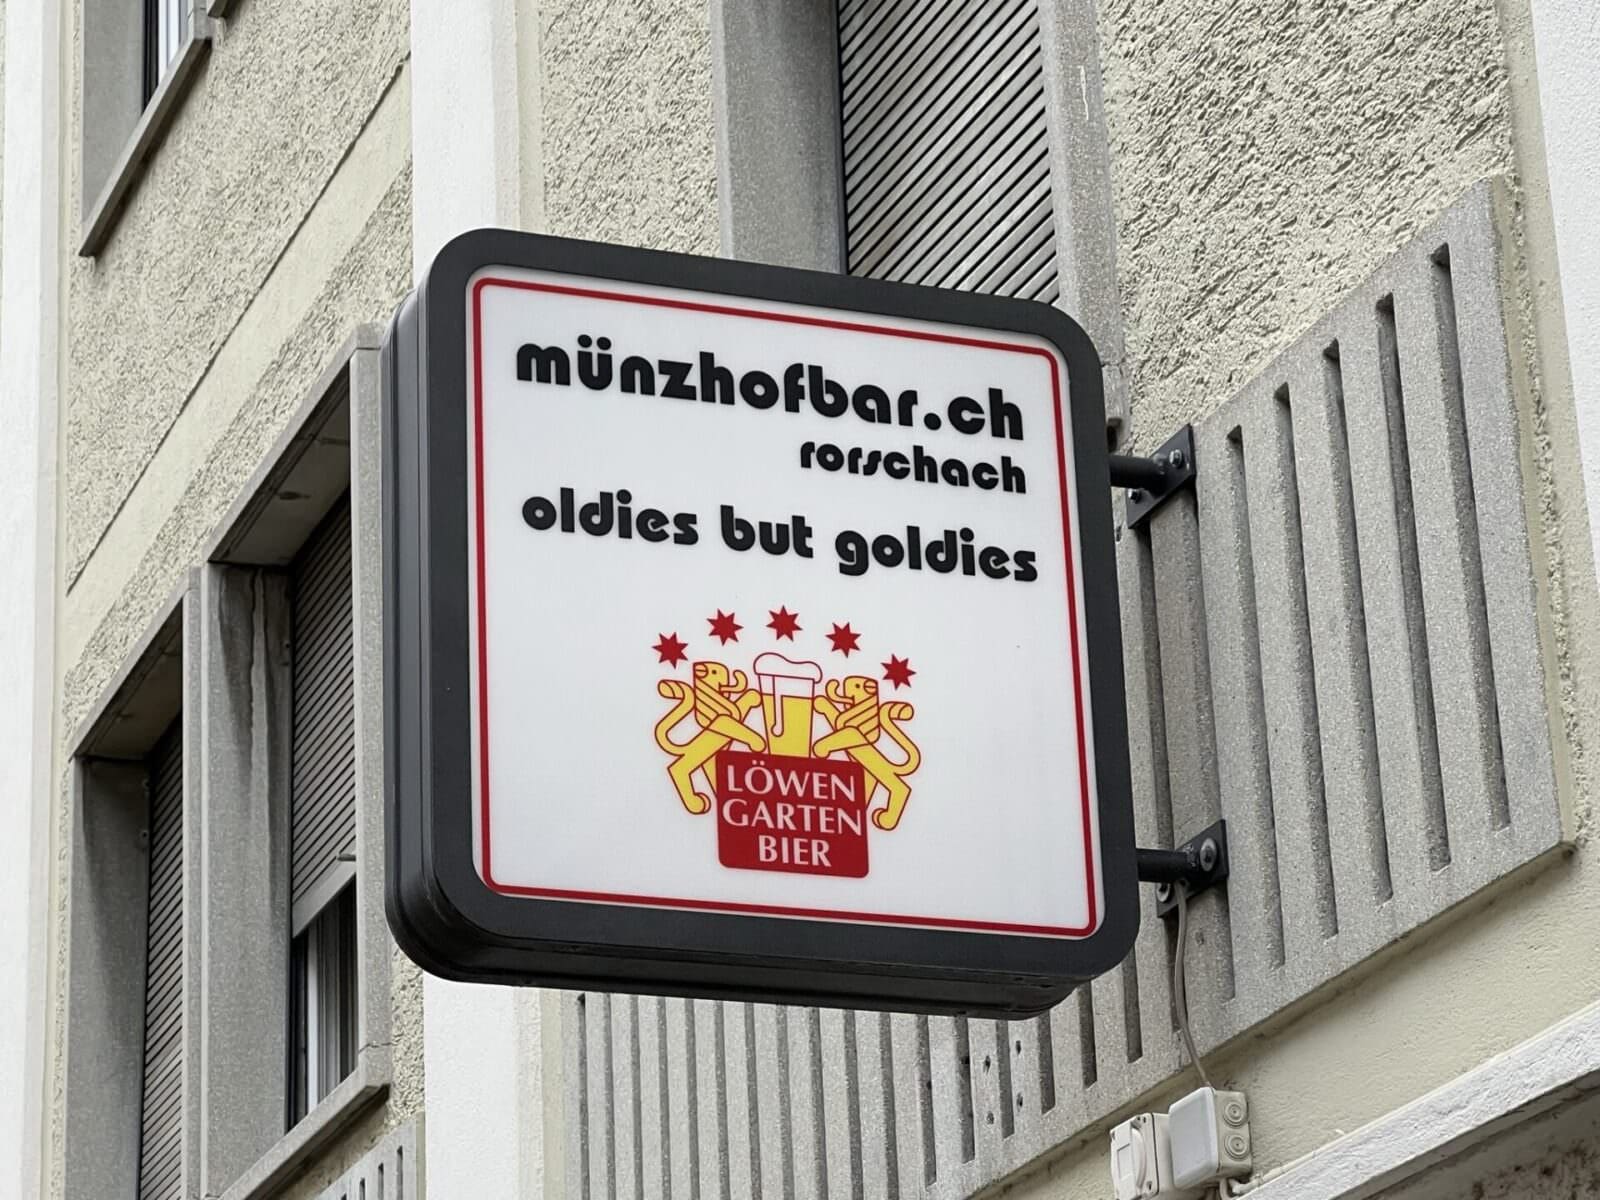 münzhofbar.ch
rorschach
oldies but goldies
LÖWEN
GARTEN
BIER